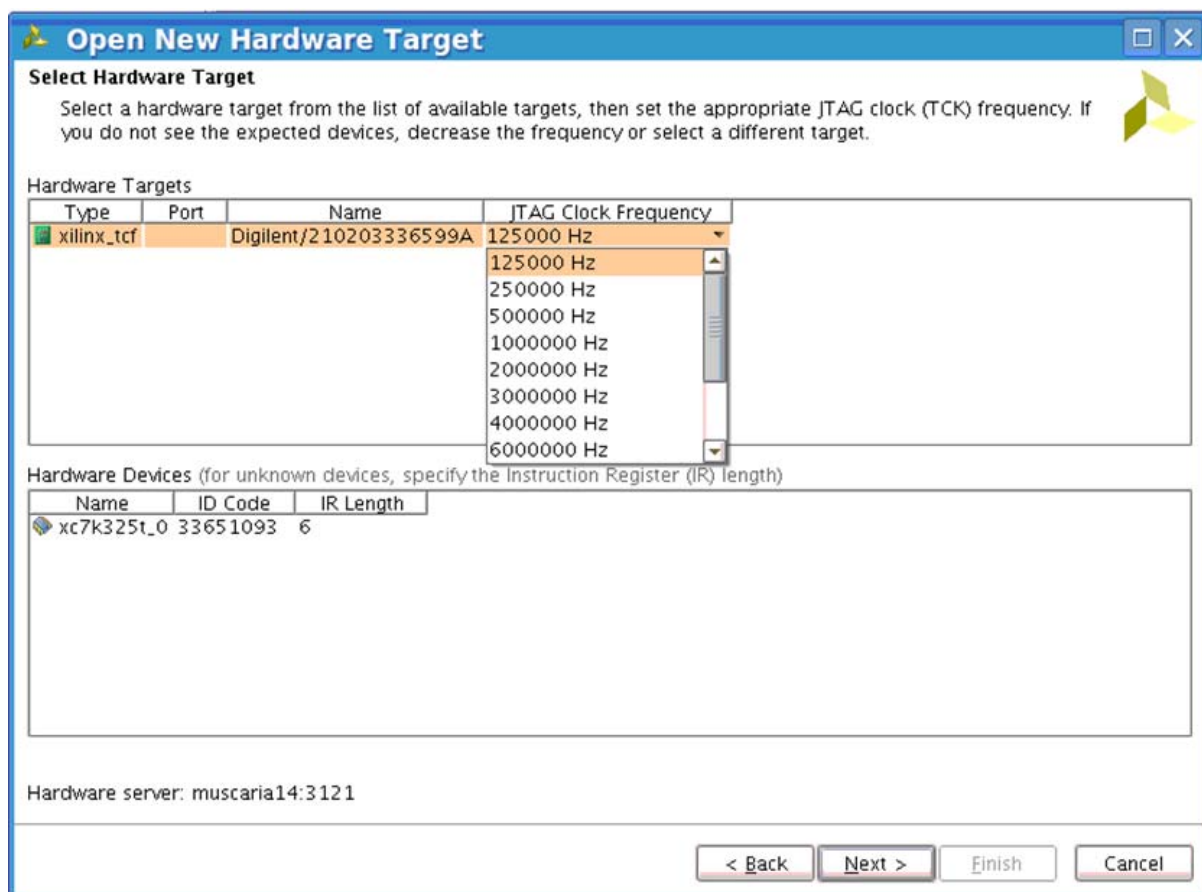 Open New Hardware Target
Select Hardware Target
Select a hardware target from the list of available targets, then set the appropriate JTAG clock (TCK) frequency. If
you do not see the expected devices, decrease the frequency or select a different target.
Hardware Targets
Type Port Name JTAG Clock Frequency
xilinx_tcf Digilent/210203336599A 125000 Hz
125000 Hz
250000 Hz
500000 Hz
1000000 Hz
2000000 Hz
3000000 Hz
4000000 Hz
6000000 Hz
Hardware Devices (for unknown devices, specify the Instruction Register (IR) length)
Name ID Code IR Length
xc7k325t_0 33651093 6
Hardware server: muscaria14:3121
< Back Next > Finish Cancel